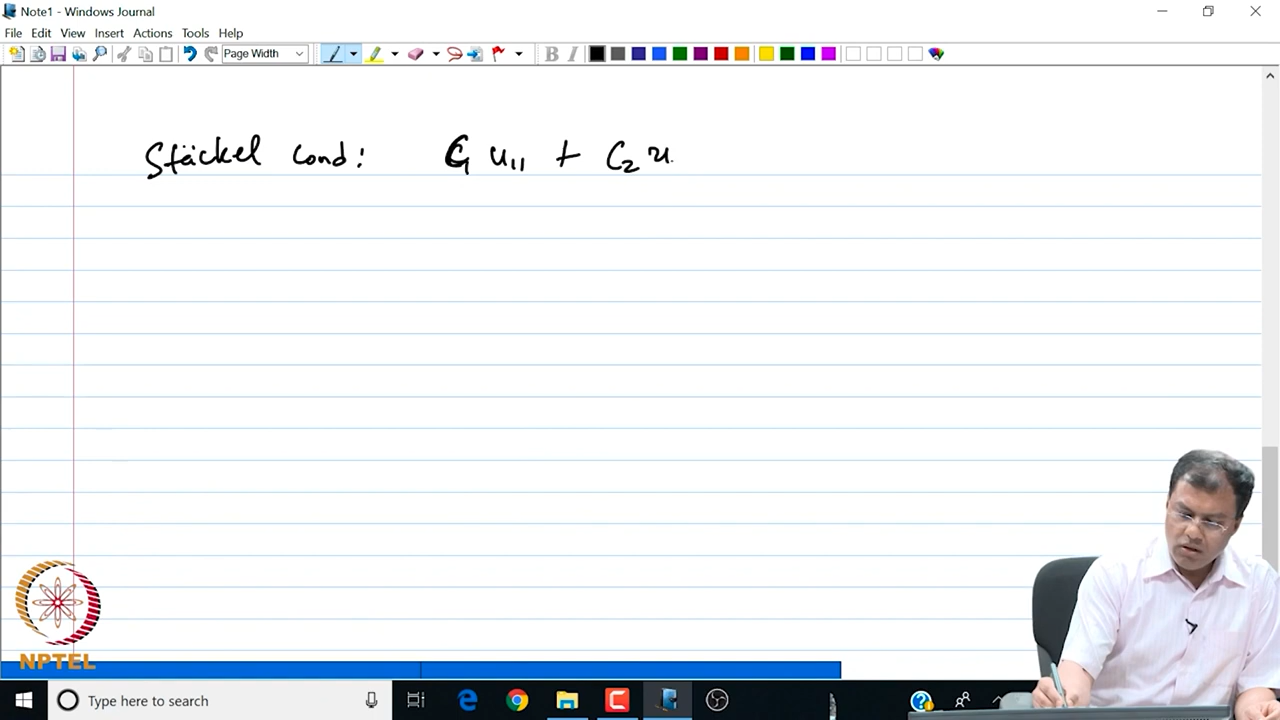 Note1 - Windows Journal
File Edit View Insert Actions Tools Help
Page Width
B I
Stäckel cond: C₁ u₁₁ + C₂ u
NPTEL
Type here to search